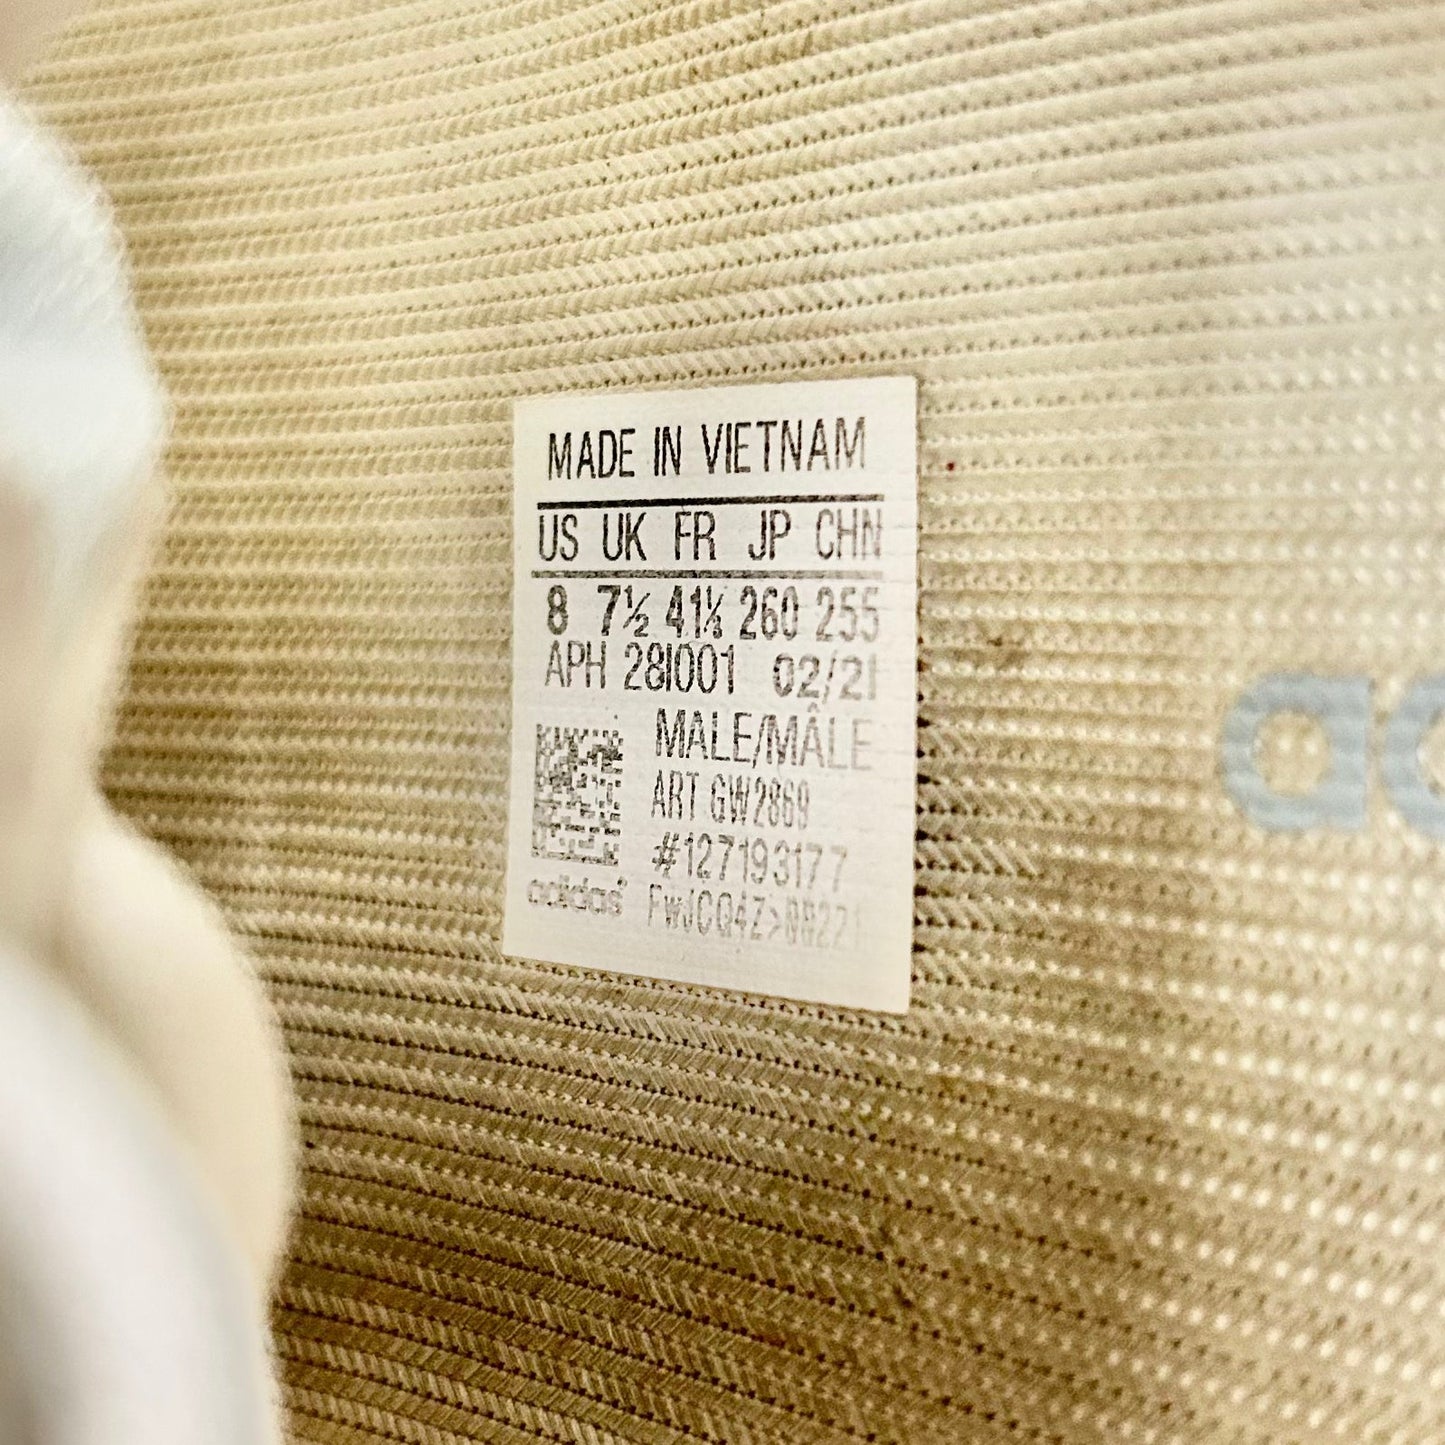 MADE IN VIETNAM
US UK FR JP CHN
8 7½ 41⅓ 260 255
APH 28I001 02/21
MALE/MÂLE
ART GW2869
#127193177
adidas